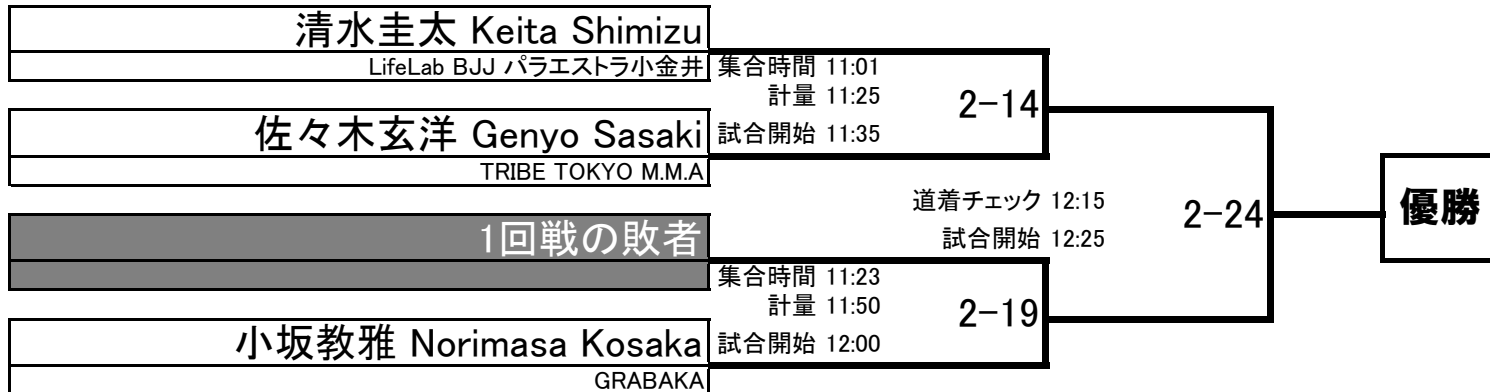 清水圭太 Keita Shimizu
LifeLab BJJ パラエストラ小金井
集合時間 11:01
計量 11:25
2-14
佐々木玄洋 Genyo Sasaki
試合開始 11:35
TRIBE TOKYO M.M.A
道着チェック 12:15
2-24
優勝
1回戦の敗者
試合開始 12:25
集合時間 11:23
計量 11:50
2-19
小坂教雅 Norimasa Kosaka
試合開始 12:00
GRABAKA